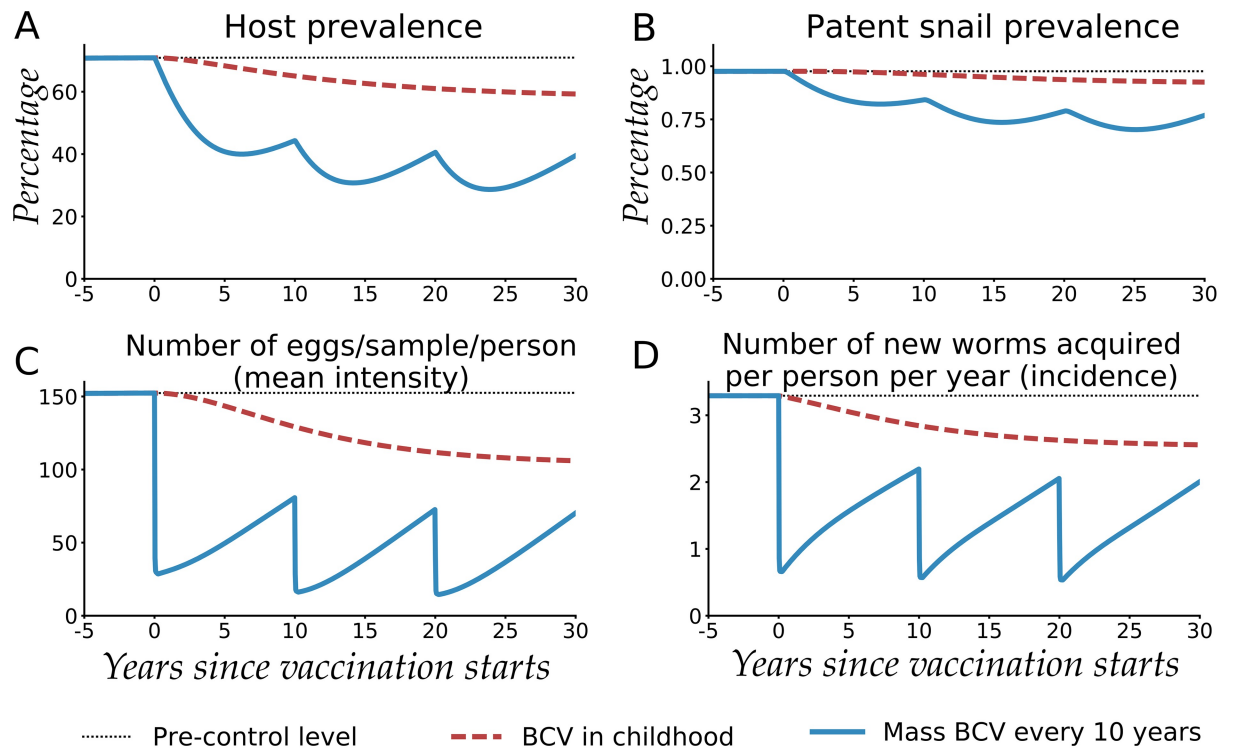 A
Host prevalence
Percentage
60
40
20
0
-5 0 5 10 15 20 25 30
B
Patent snail prevalence
Percentage
1.00
0.75
0.50
0.25
0.00
-5 0 5 10 15 20 25 30
C
Number of eggs/sample/person
(mean intensity)
150
100
50
0
-5 0 5 10 15 20 25 30
Years since vaccination starts
D
Number of new worms acquired
per person per year (incidence)
3
2
1
0
-5 0 5 10 15 20 25 30
Years since vaccination starts
Pre-control level
BCV in childhood
Mass BCV every 10 years